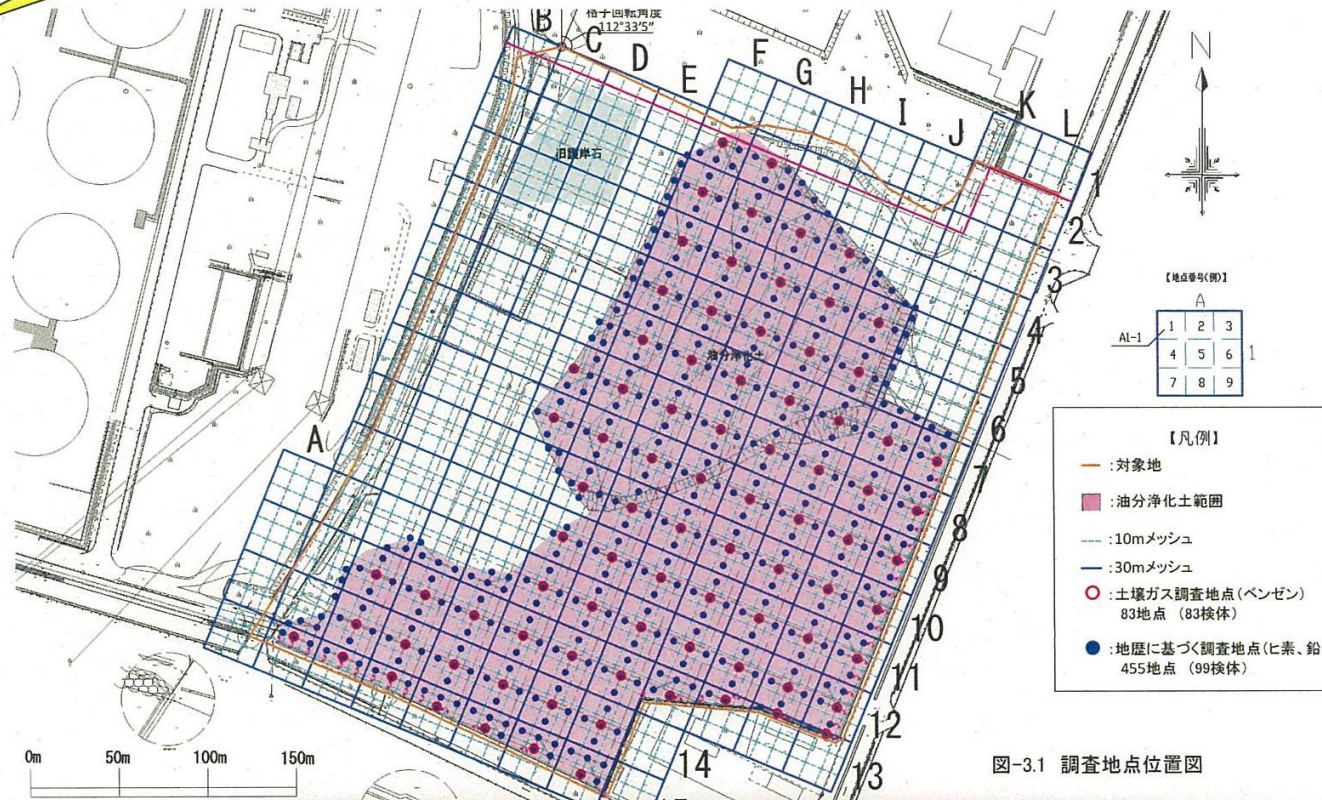 格子回転角度
112°33′5″
B
C
D
E
F
G
H
I
J
K
L
N
旧護岸石
1
2
3
4
5
6
7
8
9
10
11
12
13
14
A
油分浄化土
【地点番号(例)】
A
A1-1
1 2 3
4 5 6
7 8 9
1
【凡例】
:対象地
:油分浄化土範囲
:10mメッシュ
:30mメッシュ
:土壌ガス調査地点(ベンゼン)
83地点 (83検体)
:地歴に基づく調査地点(ヒ素、鉛
455地点 (99検体)
0m 50m 100m 150m
図-3.1 調査地点位置図